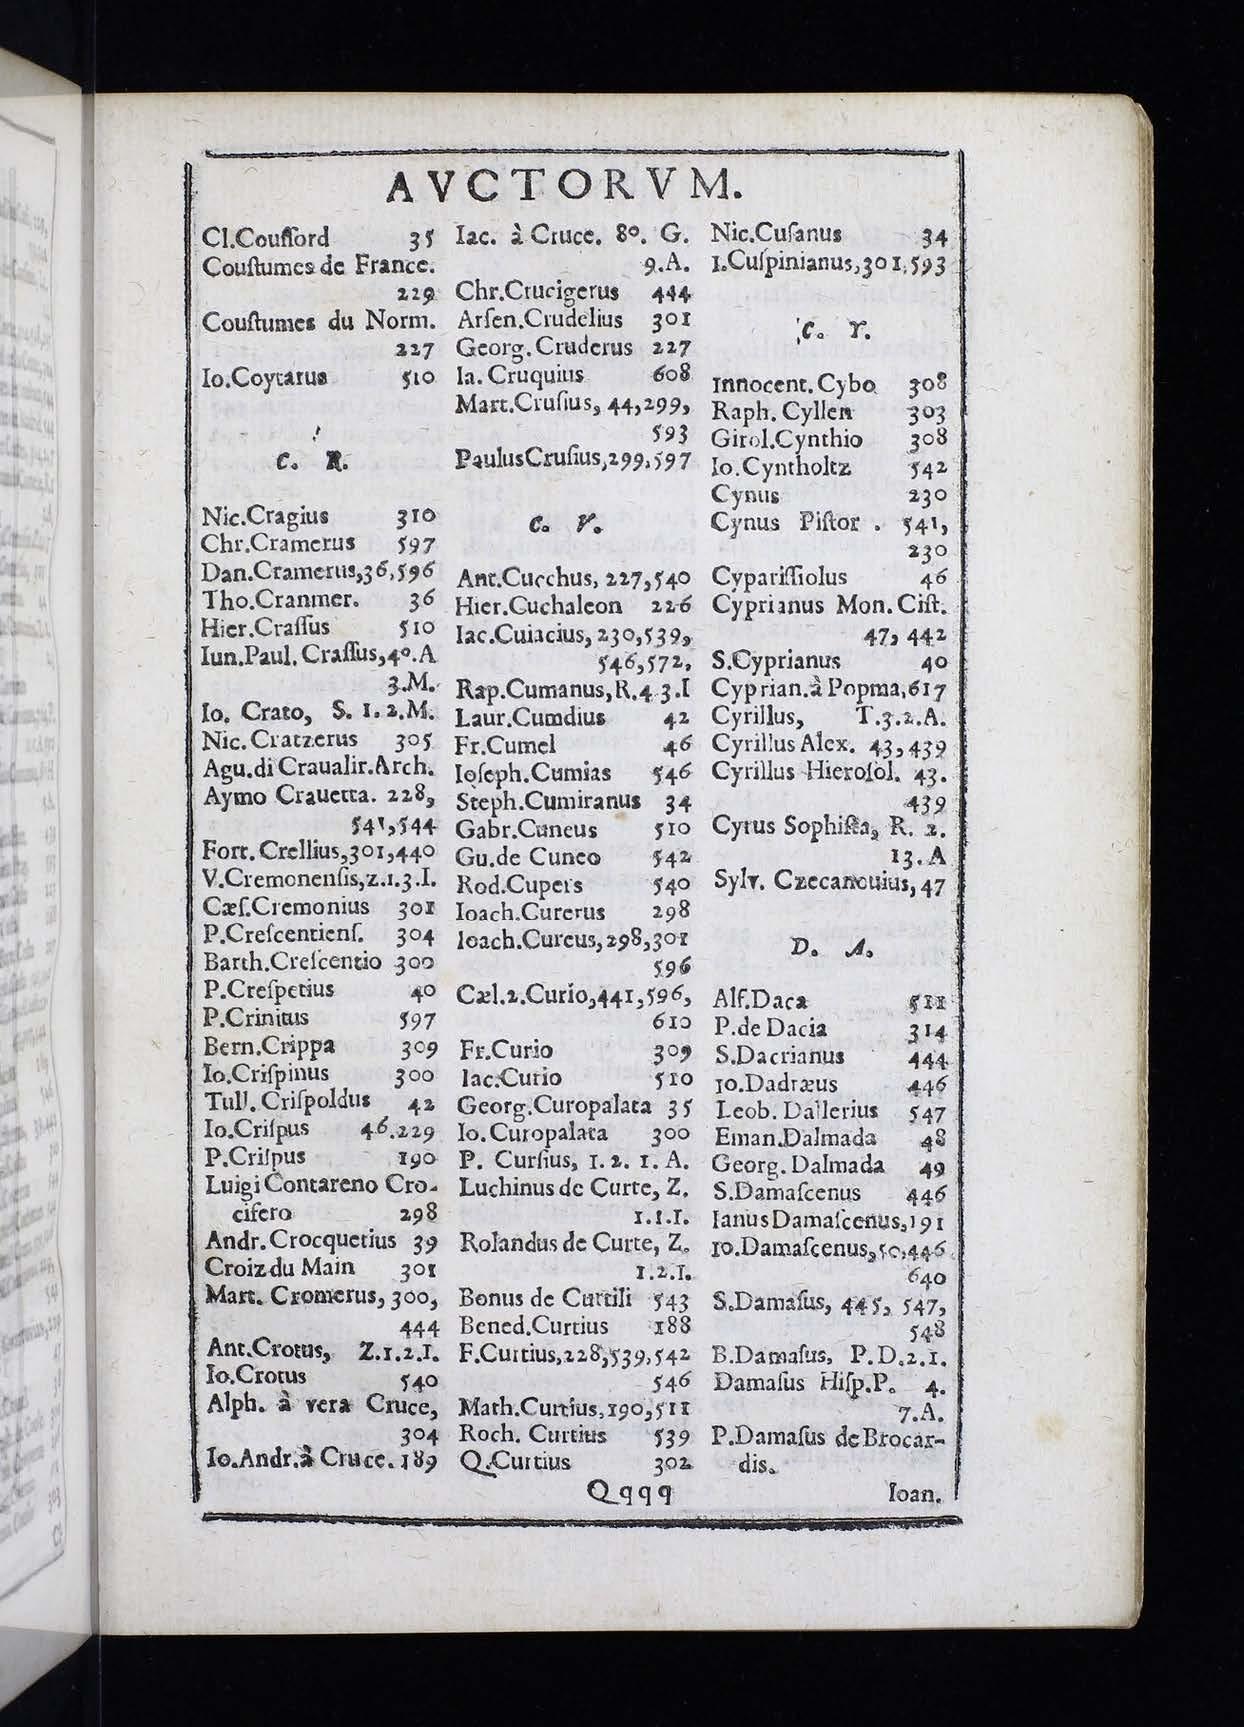 AVCTORVM.
Cl.Couſſord 35
Couſtumes de France.
229
Couſtumes du Norm.
227
Io.Coytarus 510
C. R.
Nic.Cragius 310
Chr.Cramerus 597
Dan.Cramerus,36,596
Tho.Cranmer. 36
Hier.Craſſus 510
Iun.Paul. Craſſus,4º.A
3.M.
Io. Crato, S. 1. 2. M.
Nic. Cratzerus 305
Agu.di Craualir.Arch.
Aymo Crauetta. 228,
541,544
Fort. Crellius,301,440
V.Cremonenſis,z.1.3.I.
Cæſ.Cremonius 301
P.Creſcentienſ. 304
Barth.Creſcentio 300
P.Creſpetius 40
P.Crinitus 597
Bern.Crippa 309
Io.Criſpinus 300
Tull. Criſpoldus 42
Io.Criſpus 46.229
P.Criſpus 190
Luigi Contareno Cro-
cifero 298
Andr.Crocquetius 39
Croix du Main 301
Mart. Cromerus, 300,
444
Ant.Crotus, Z.1.2.I.
Io.Crotus 540
Alph. à vera Cruce,
304
Io.Andr.à Cruce. 189
Iac. à Cruce. 8º. G.
9.A.
Chr.Crucigerus 444
Arſen.Crudelius 301
Georg.Cruderus 227
Ia. Cruquius 608
Mart.Cruſius, 44,299,
593
PaulusCruſius,299,597
C. V.
Ant.Cucchus, 227,540
Hier.Cuchaleon 226
Iac.Cuiacius, 230,539,
546,572,
Rap.Cumanus,R.4.3.I
Laur.Cumdius 42
Fr.Cumel 46
Ioſeph.Cumias 546
Steph.Cumiranus 34
Gabr.Cuneus 510
Gu.de Cuneo 542
Rod.Cupers 540
Ioach.Curerus 298
Ioach.Cureus,298,301
596
Cæl.2.Curio,441,596,
610
Fr.Curio 309
Iac.Curio 510
Georg.Curopalata 35
Io. Curopalata 300
P. Curſius, 1. 2. 1. A.
Luchinus de Curte, Z.
1.1.I.
Rolandus de Curte, Z.
1.2.I.
Bonus de Curtili 543
Bened.Curtius 188
F.Curtius,228,539,542
546
Math.Curtius,190,511
Roch. Curtius 539
Q.Curtius 302
Nic.Cuſanus 34
I.Cuſpinianus,301,593
C. Y.
Innocent. Cybo 308
Raph. Cyllen 303
Girol.Cynthio 308
Io.Cyntholtz 542
Cynus 230
Cynus Piſtor . 541,
230
Cypariſſiolus 46
Cyprianus Mon. Ciſt.
47, 442
S.Cyprianus 40
Cyprian.à Popma,617
Cyrillus, T.3.2.A.
Cyrillus Alex. 43,439
Cyrillus Hieroſol. 43.
439
Cyrus Sophiſta, R. 2.
13.A
Sylv. Czecanouius, 47
D. A.
Alf.Daca 511
P.de Dacia 314
S.Dacrianus 444
Io.Dadræus 446
Leob. Dallerius 547
Eman.Dalmada 48
Georg. Dalmada 49
S.Damaſcenus 446
IanusDamaſcenus,191
Io.Damaſcenus,50,446
640
S.Damaſus, 445, 547,
548
B.Damaſus, P.D.2.1.
Damaſus Hiſp.P. 4.
7.A.
P.Damaſus de Brocar-
dis.
Qqqq
Ioan.